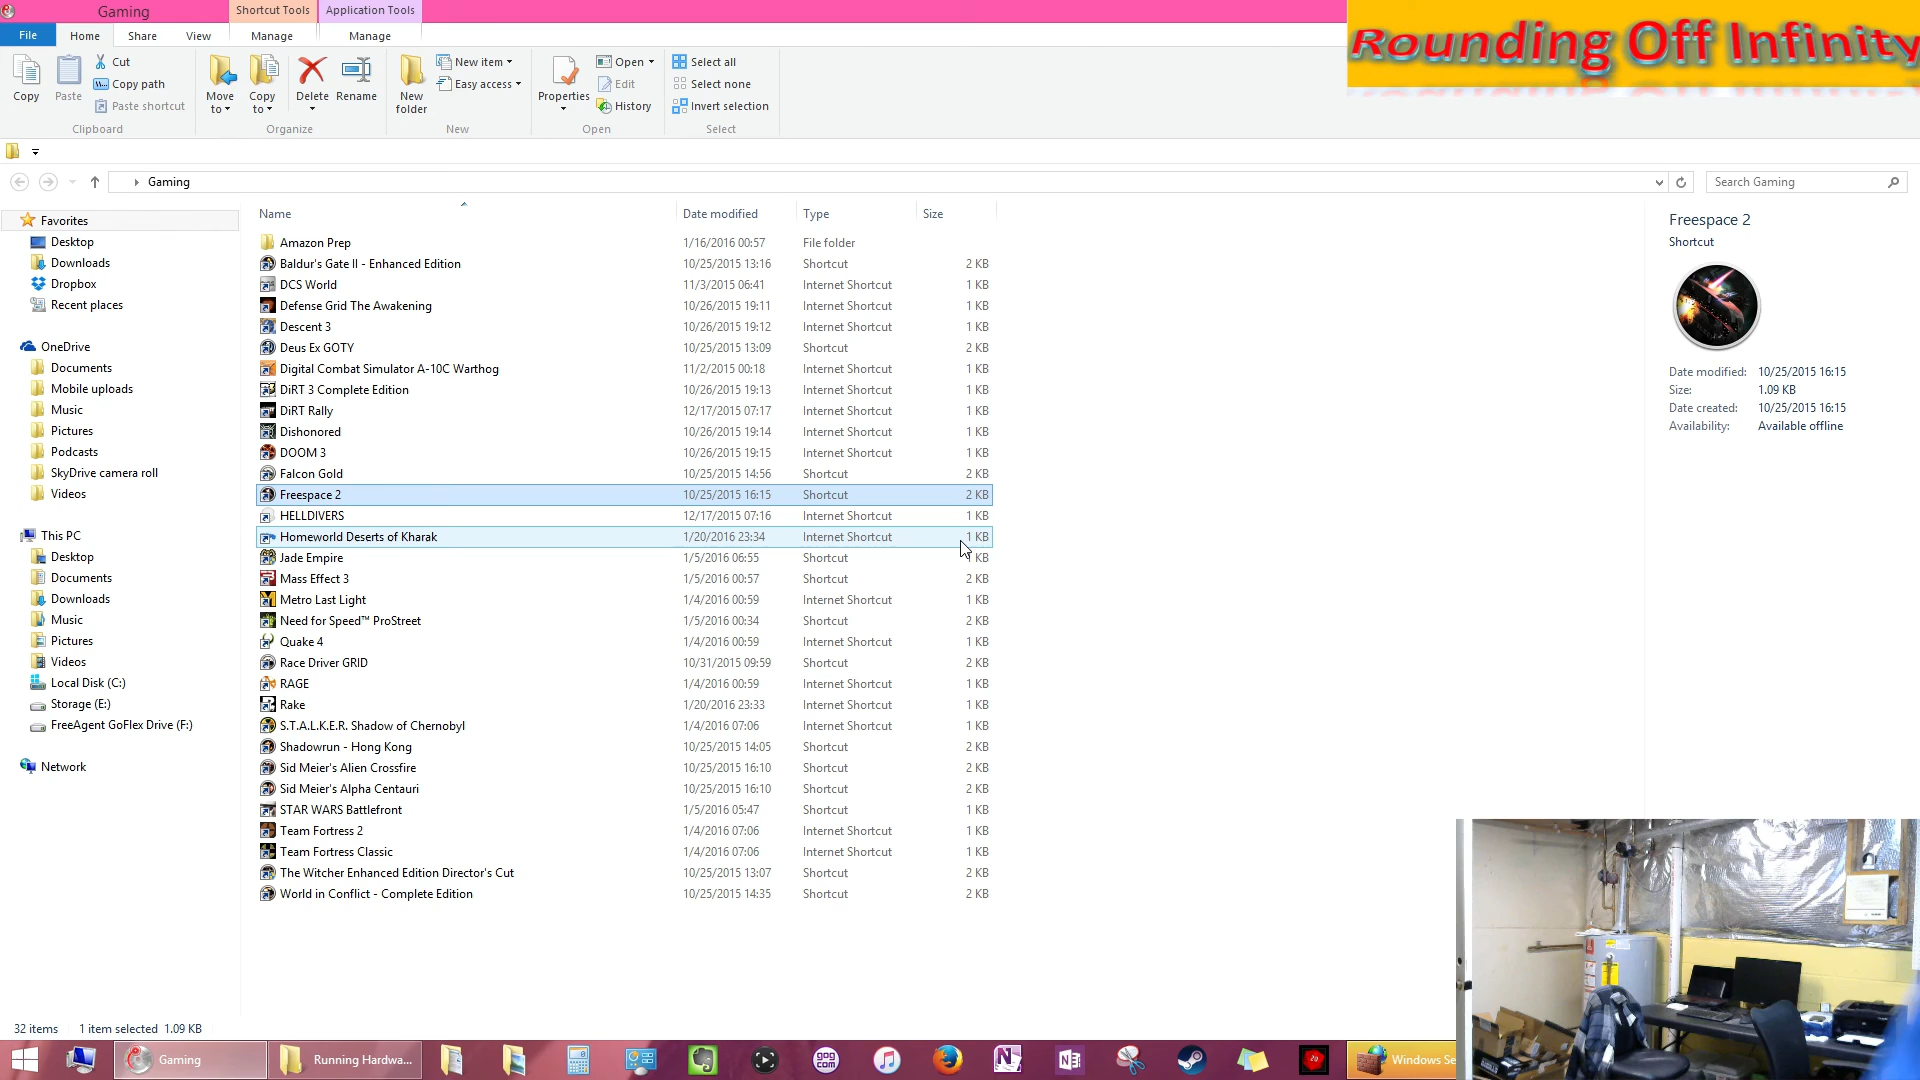 Gaming
Shortcut Tools
Application Tools
Rounding Off Infinity
File
Home
Share
View
Manage
Manage
Copy
Paste
Cut
Copy path
Paste shortcut
Clipboard
Move to
Copy to
Delete
Rename
Organize
New folder
New item
Easy access
New
Properties
Open
Edit
History
Open
Select all
Select none
Invert selection
Select
Gaming
Search Gaming
Favorites
Desktop
Downloads
Dropbox
Recent places
OneDrive
Documents
Mobile uploads
Music
Pictures
Podcasts
SkyDrive camera roll
Videos
This PC
Desktop
Documents
Downloads
Music
Pictures
Videos
Local Disk (C:)
Storage (E:)
FreeAgent GoFlex Drive (F:)
Network
Name Date modified Type Size
Amazon Prep 1/16/2016 00:57 File folder
Baldur's Gate II - Enhanced Edition 10/25/2015 13:16 Shortcut 2 KB
DCS World 11/3/2015 06:41 Internet Shortcut 1 KB
Defense Grid The Awakening 10/26/2015 19:11 Internet Shortcut 1 KB
Descent 3 10/26/2015 19:12 Internet Shortcut 1 KB
Deus Ex GOTY 10/25/2015 13:09 Shortcut 2 KB
Digital Combat Simulator A-10C Warthog 11/2/2015 00:18 Internet Shortcut 1 KB
DiRT 3 Complete Edition 10/26/2015 19:13 Internet Shortcut 1 KB
DiRT Rally 12/17/2015 07:17 Internet Shortcut 1 KB
Dishonored 10/26/2015 19:14 Internet Shortcut 1 KB
DOOM 3 10/26/2015 19:15 Internet Shortcut 1 KB
Falcon Gold 10/25/2015 14:56 Shortcut 2 KB
Freespace 2 10/25/2015 16:15 Shortcut 2 KB
HELLDIVERS 12/17/2015 07:16 Internet Shortcut 1 KB
Homeworld Deserts of Kharak 1/20/2016 23:34 Internet Shortcut 1 KB
Jade Empire 1/5/2016 06:55 Shortcut KB
Mass Effect 3 1/5/2016 00:57 Shortcut 2 KB
Metro Last Light 1/4/2016 00:59 Internet Shortcut 1 KB
Need for Speed™ ProStreet 1/5/2016 00:34 Shortcut 2 KB
Quake 4 1/4/2016 00:59 Internet Shortcut 1 KB
Race Driver GRID 10/31/2015 09:59 Shortcut 2 KB
RAGE 1/4/2016 00:59 Internet Shortcut 1 KB
Rake 1/20/2016 23:33 Internet Shortcut 1 KB
S.T.A.L.K.E.R. Shadow of Chernobyl 1/4/2016 07:06 Internet Shortcut 1 KB
Shadowrun - Hong Kong 10/25/2015 14:05 Shortcut 2 KB
Sid Meier's Alien Crossfire 10/25/2015 16:10 Shortcut 2 KB
Sid Meier's Alpha Centauri 10/25/2015 16:10 Shortcut 2 KB
STAR WARS Battlefront 1/5/2016 05:47 Shortcut 1 KB
Team Fortress 2 1/4/2016 07:06 Internet Shortcut 1 KB
Team Fortress Classic 1/4/2016 07:06 Internet Shortcut 1 KB
The Witcher Enhanced Edition Director's Cut 10/25/2015 13:07 Shortcut 2 KB
World in Conflict - Complete Edition 10/25/2015 14:35 Shortcut 2 KB
Freespace 2
Shortcut
Date modified: 10/25/2015 16:15
Size: 1.09 KB
Date created: 10/25/2015 16:15
Availability: Available offline
32 items 1 item selected 1.09 KB
Gaming
Running Hardwa...
gog com
Windows Se